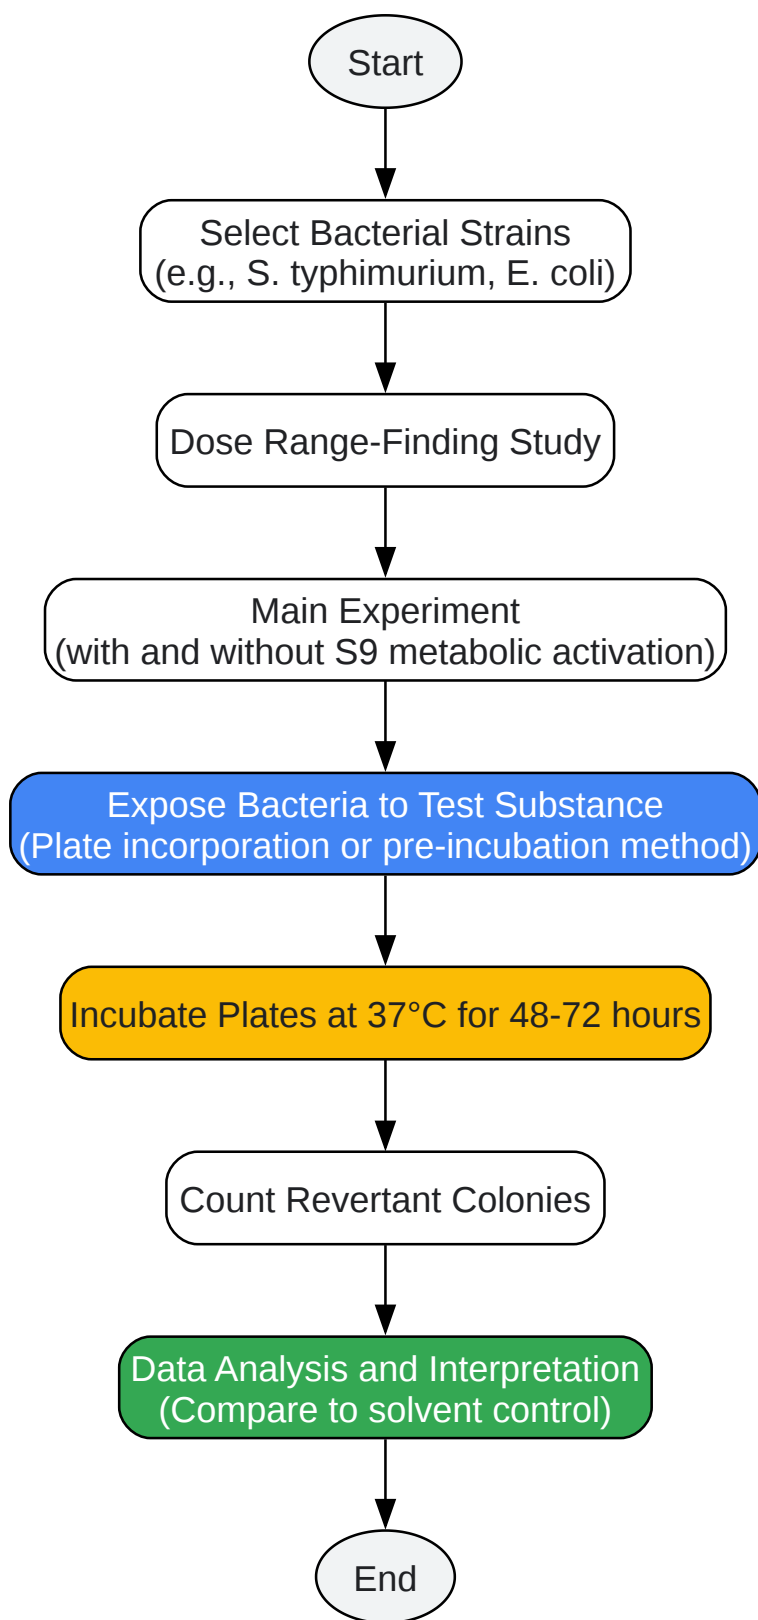 Start
Select Bacterial Strains
(e.g., S. typhimurium, E. coli)
Dose Range-Finding Study
Main Experiment
(with and without S9 metabolic activation)
Expose Bacteria to Test Substance
(Plate incorporation or pre-incubation method)
Incubate Plates at 37°C for 48-72 hours
Count Revertant Colonies
Data Analysis and Interpretation
(Compare to solvent control)
End